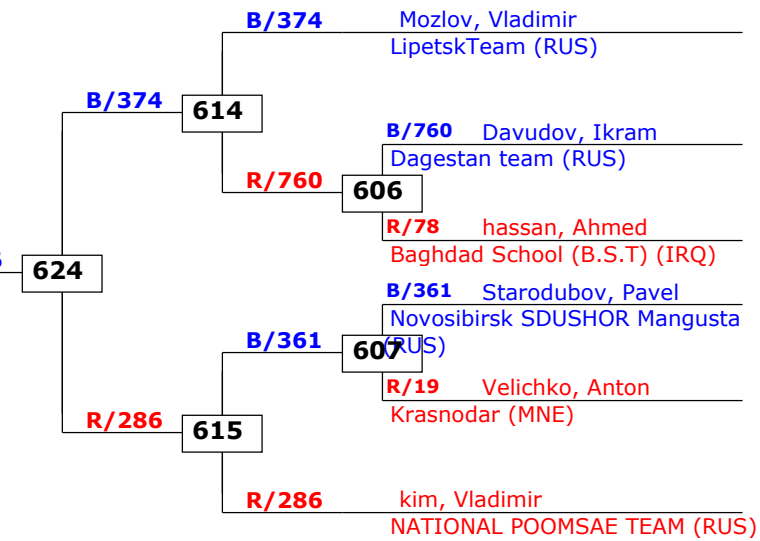 B/374 Mozlov, Vladimir
LipetskTeam (RUS)
B/374
614
B/760 Davudov, Ikram
Dagestan team (RUS)
R/760
606
R/78 hassan, Ahmed
Baghdad School (B.S.T) (IRQ)
624
B/361 Starodubov, Pavel
Novosibirsk SDUSHOR Mangusta
(RUS)
B/361
607
R/19 Velichko, Anton
Krasnodar (MNE)
R/286
615
R/286 kim, Vladimir
NATIONAL POOMSAE TEAM (RUS)